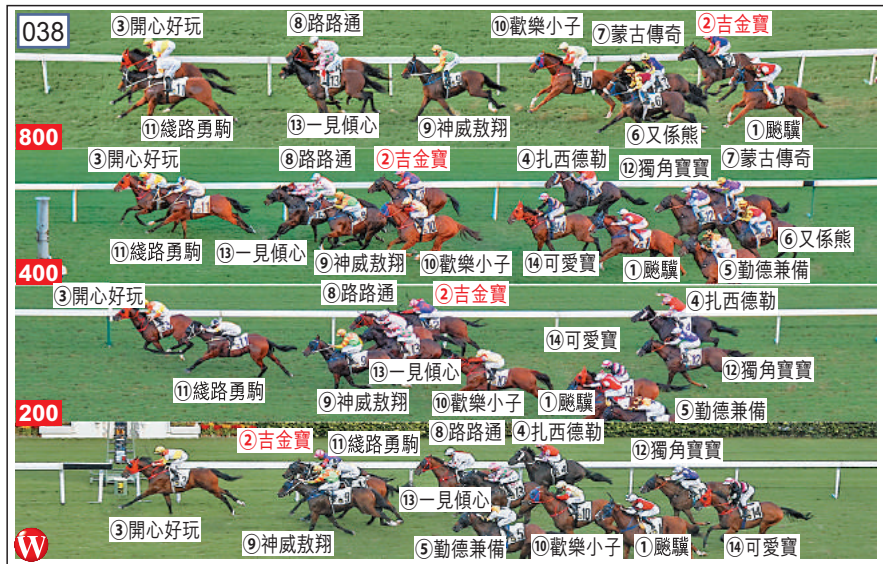 038
③開心好玩
⑧路路通
⑩歡樂小子
⑦蒙古傳奇
②吉金寶
⑪綫路勇駒
⑬一見傾心
⑨神威敖翔
⑥又係熊
①飈驥
800
③開心好玩
⑧路路通
②吉金寶
④扎西德勒
⑫獨角寶寶
⑦蒙古傳奇
⑪綫路勇駒
⑬一見傾心
⑨神威敖翔
⑩歡樂小子
⑭可愛寶
①飈驥
⑤勤德兼備
⑥又係熊
400
③開心好玩
⑧路路通
②吉金寶
④扎西德勒
⑭可愛寶
⑪綫路勇駒
⑨神威敖翔
⑬一見傾心
⑩歡樂小子
①飈驥
⑤勤德兼備
⑫獨角寶寶
200
②吉金寶
⑪綫路勇駒
⑧路路通
④扎西德勒
⑫獨角寶寶
⑬一見傾心
③開心好玩
⑨神威敖翔
⑤勤德兼備
⑩歡樂小子
①飈驥
⑭可愛寶
W